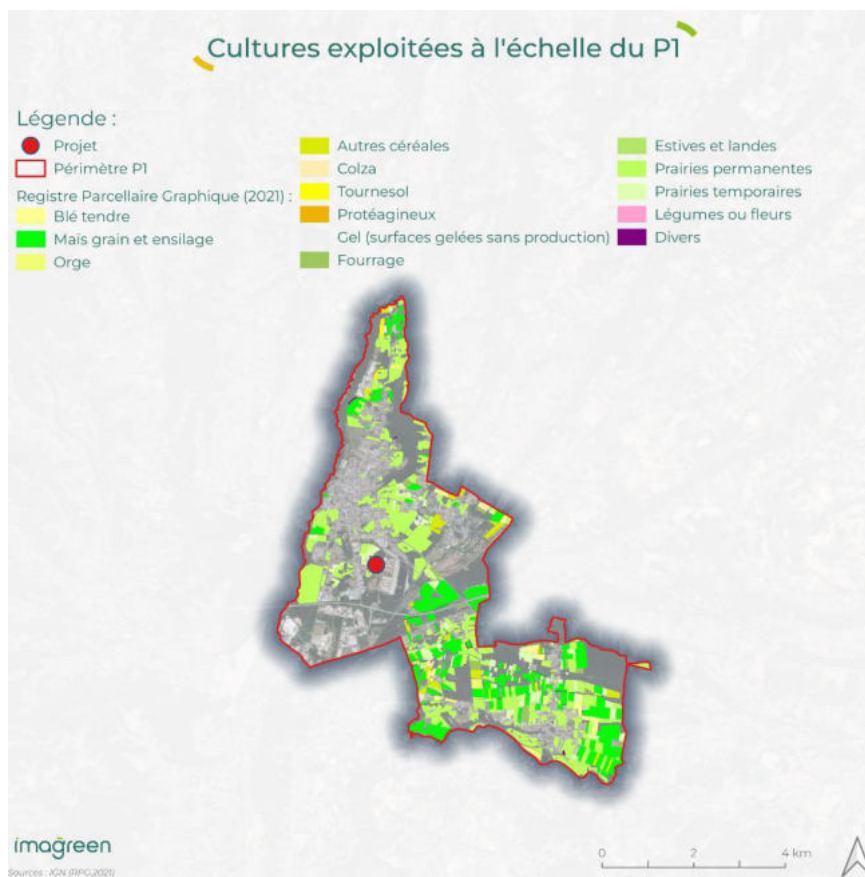 Cultures exploitées à l'échelle du P1
Légende :
Projet
Périmètre P1
Registre Parcellaire Graphique (2021) :
Blé tendre
Maïs grain et ensilage
Orge
Autres céréales
Colza
Tournesol
Protéagineux
Gel (surfaces gelées sans production)
Fourrage
Estives et landes
Prairies permanentes
Prairies temporaires
Légumes ou fleurs
Divers
imagreen
Sources : IGN (RPG,2021)
0 2 4 km